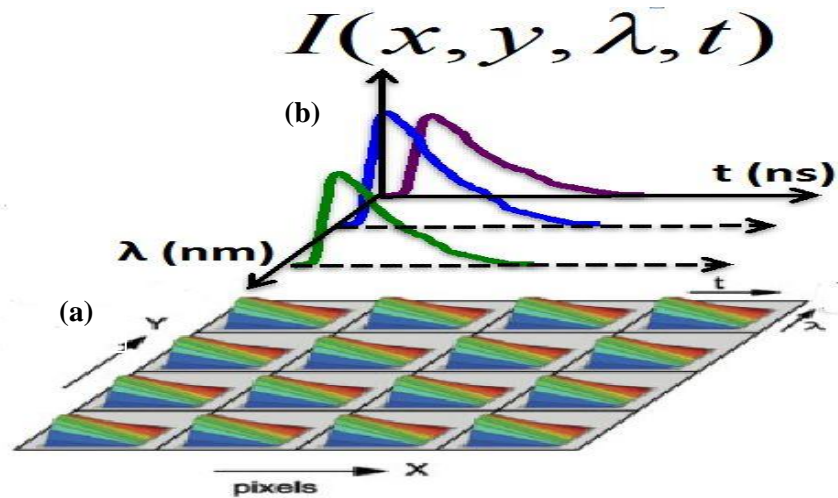 I(x, y, λ, t)
(b)
t (ns)
λ (nm)
(a)
t
Y
λ
X
pixels